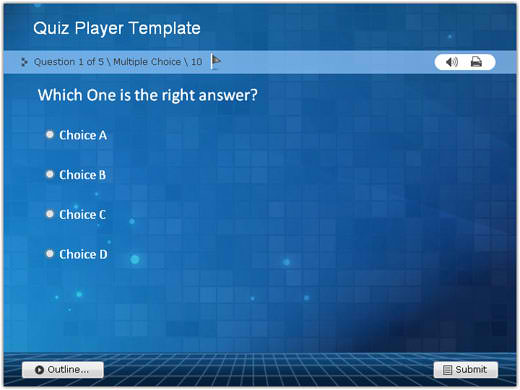 Quiz Player Template
Question 1 of 5 \ Multiple Choice \ 10
Which One is the right answer?
Choice A
Choice B
Choice C
Choice D
Outline...
Submit